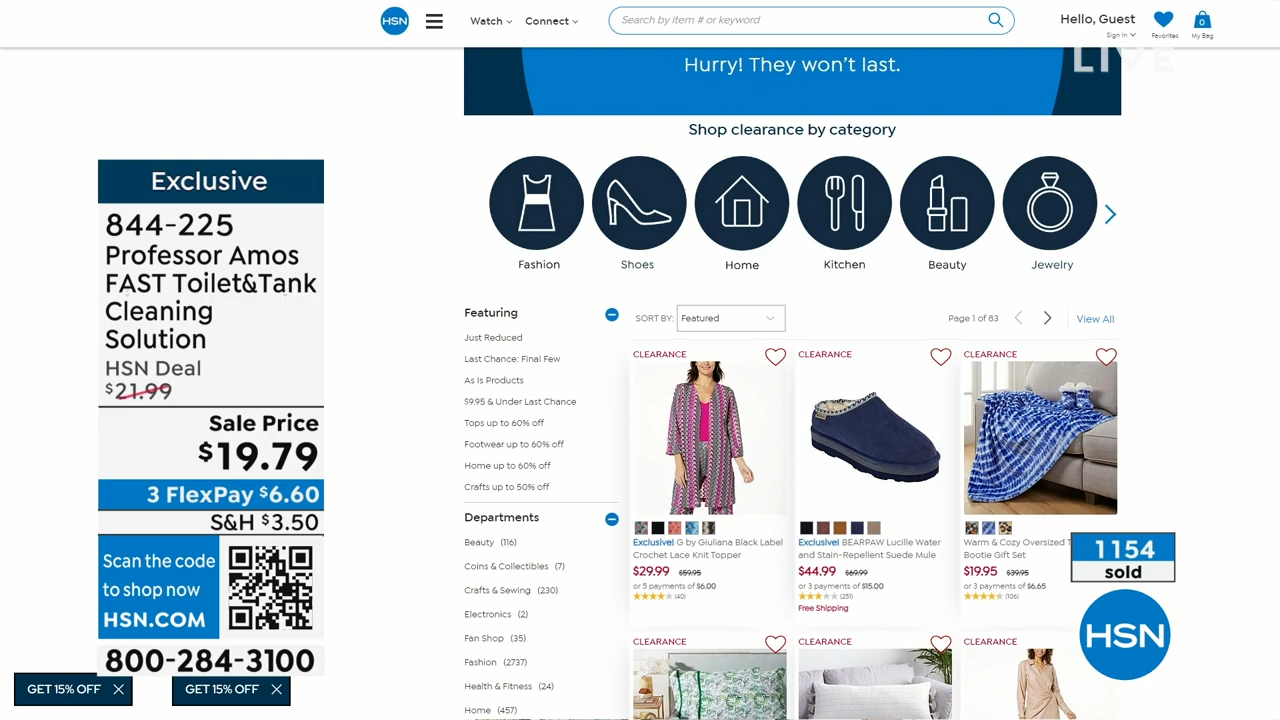 HSN
Watch
Connect
Search by item # or keyword
Hello, Guest
Sign In
Favorites
0
My Bag
LIVE
Hurry! They won't last.
Shop clearance by category
Fashion
Shoes
Home
Kitchen
Beauty
Jewelry
Exclusive
844-225
Professor Amos
FAST Toilet&Tank
Cleaning
Solution
HSN Deal
$21.99
Sale Price
$19.79
3 FlexPay $6.60
S&H $3.50
Scan the code
to shop now
HSN.COM
800-284-3100
GET 15% OFF
GET 15% OFF
Featuring
Just Reduced
Last Chance: Final Few
As Is Products
$9.95 & Under Last Chance
Tops up to 60% off
Footwear up to 60% off
Home up to 60% off
Crafts up to 50% off
Departments
Beauty (116)
Coins & Collectibles (7)
Crafts & Sewing (230)
Electronics (2)
Fan Shop (35)
Fashion (2737)
Health & Fitness (24)
Home (457)
SORT BY: Featured
Page 1 of 83
View All
CLEARANCE
Exclusive! G by Giuliana Black Label
Crochet Lace Knit Topper
$29.99 $59.95
or 5 payments of $6.00
(40)
CLEARANCE
Exclusive! BEARPAW Lucille Water
and Stain-Repellent Suede Mule
$44.99 $69.99
or 3 payments of $15.00
(251)
Free Shipping
CLEARANCE
Warm & Cozy Oversized T
Bootie Gift Set
$19.95 $39.95
or 3 payments of $6.65
(106)
CLEARANCE
CLEARANCE
CLEARANCE
1154
sold
HSN